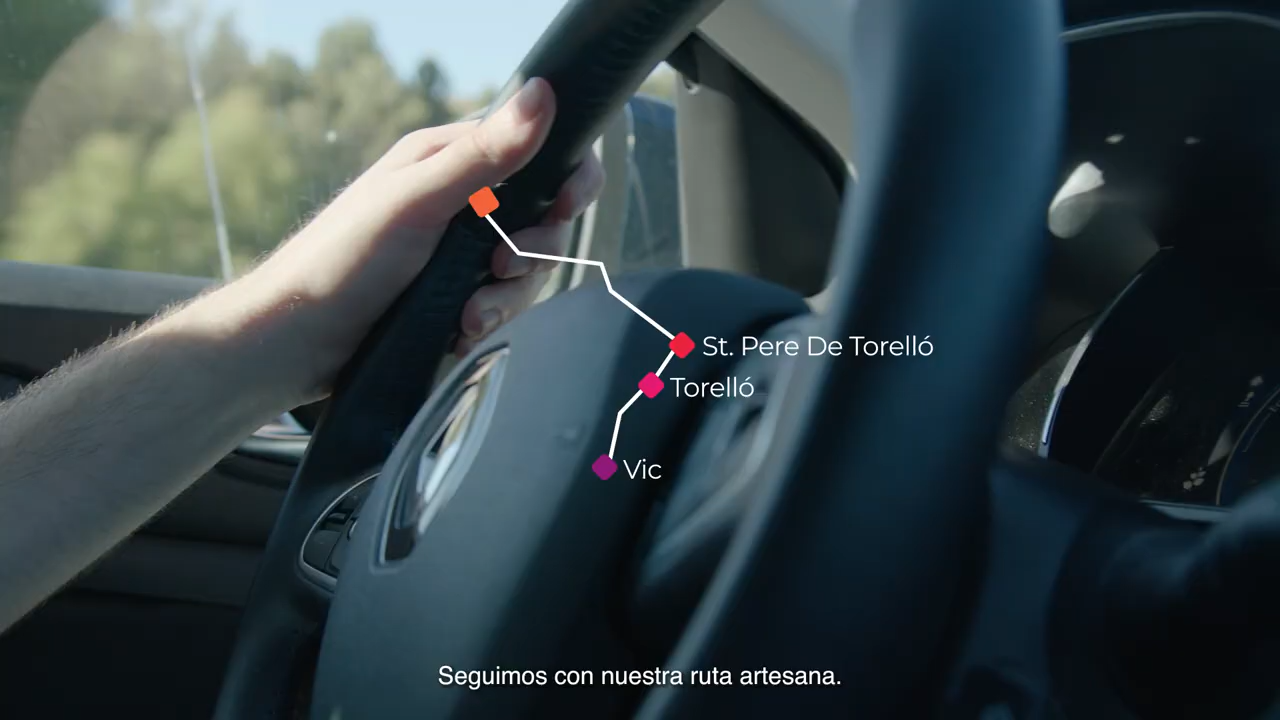 St. Pere De Torelló
Torelló
Vic
Seguimos con nuestra ruta artesana.